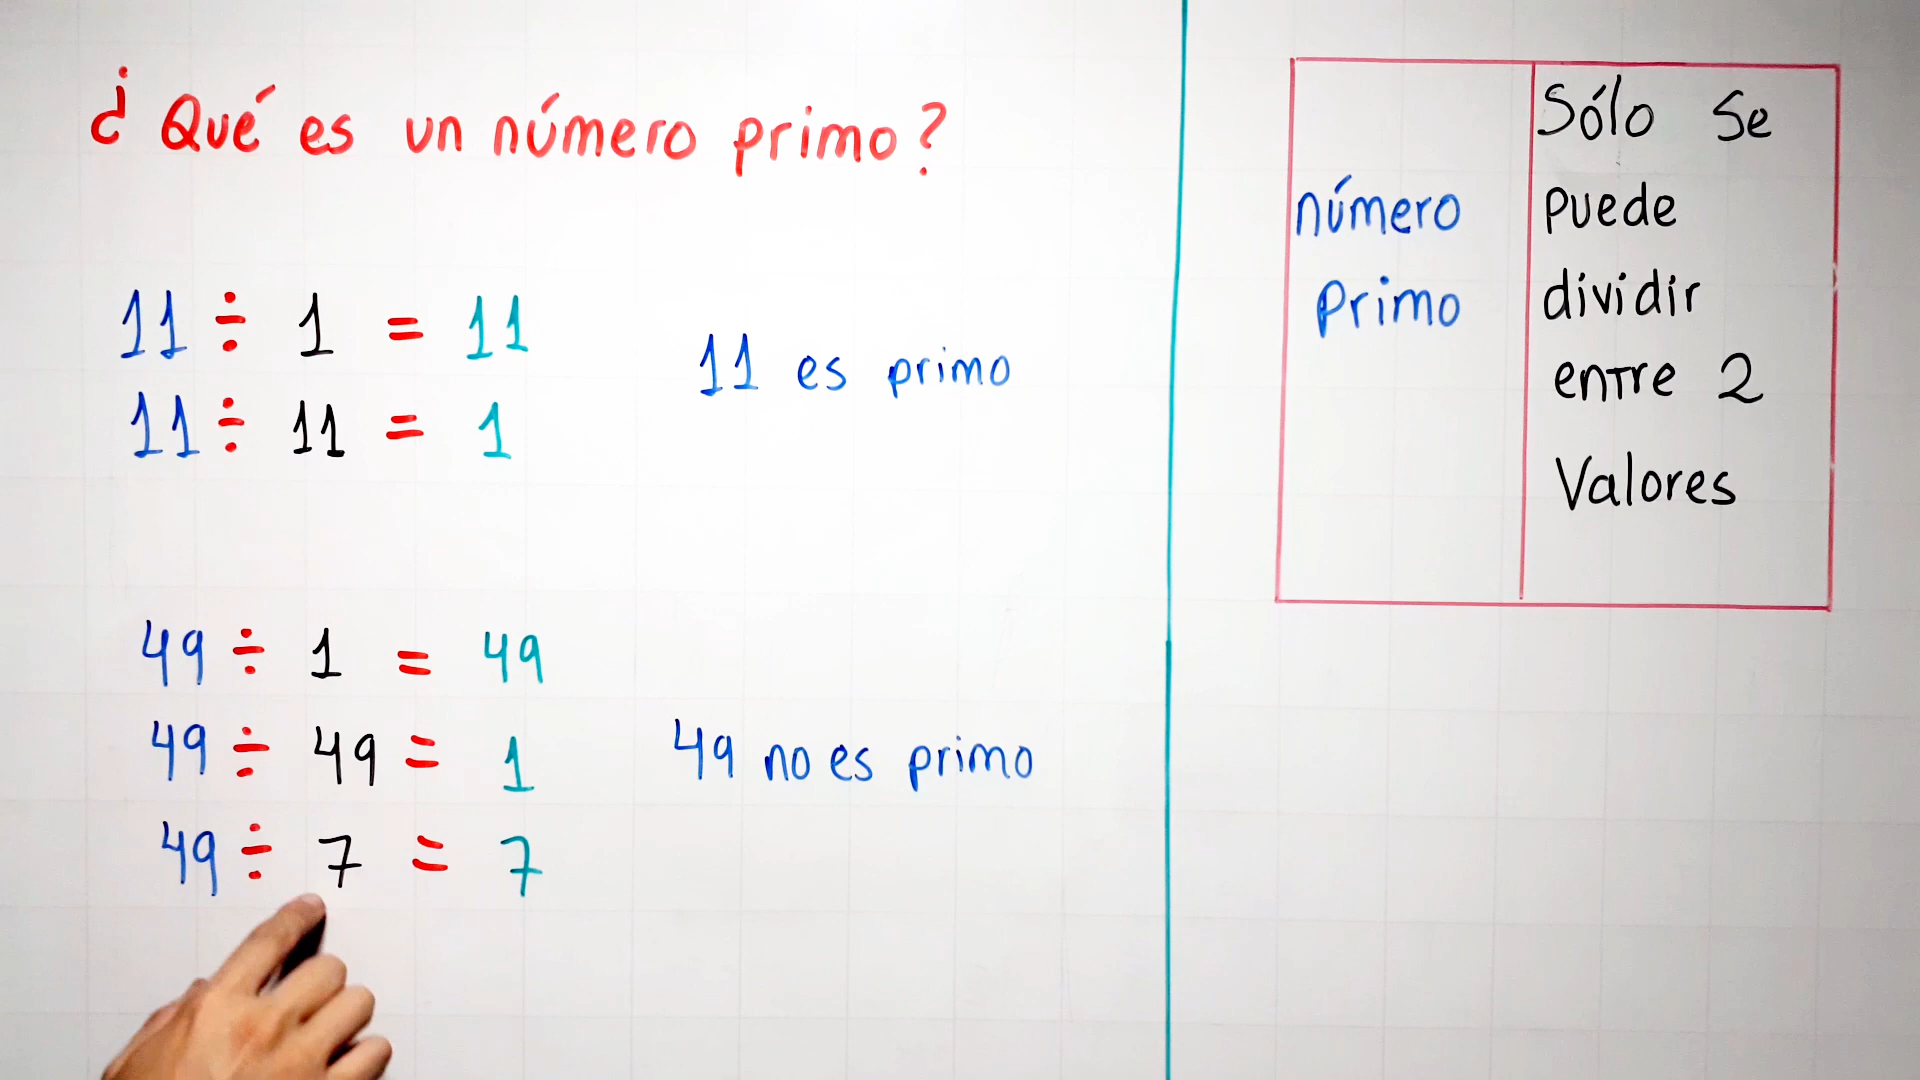 ¿Qué es un número primo?
11 ÷ 1 = 11
11 ÷ 11 = 1
11 es primo
49 ÷ 1 = 49
49 ÷ 49 = 1
49 ÷ 7 = 7
49 no es primo
número
primo
Sólo se
puede
dividir
entre 2
Valores